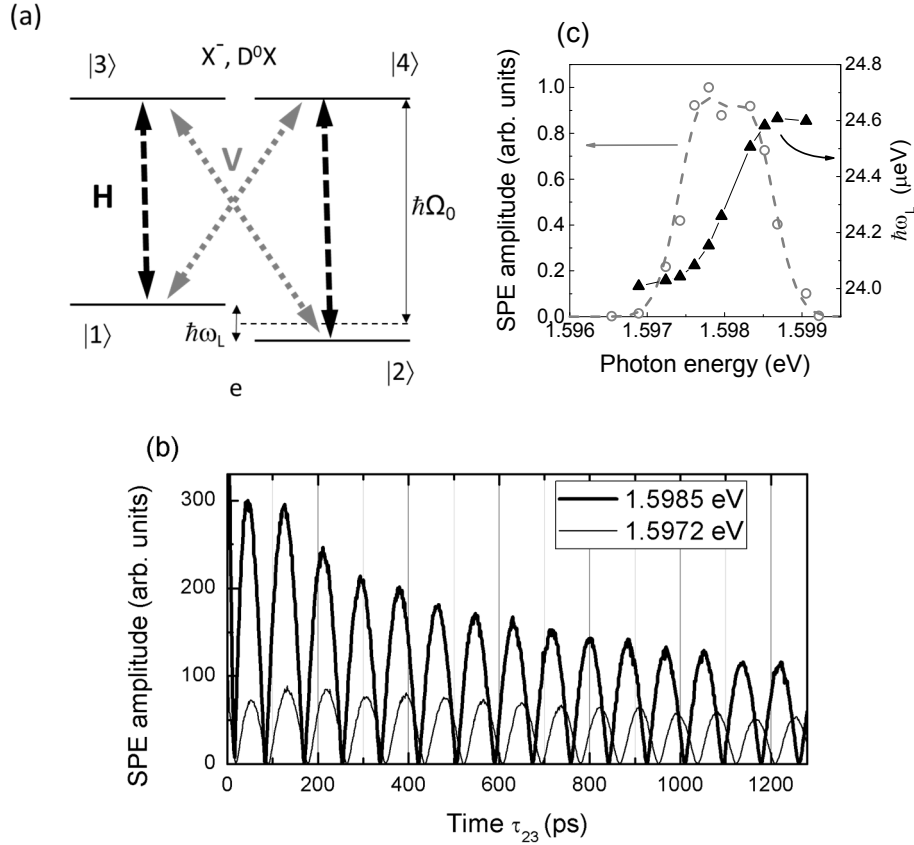 (a)
X⁻, D⁰X
|3⟩
|4⟩
H
V
ℏΩ₀
|1⟩
ℏω_L
|2⟩
e
(c)
SPE amplitude (arb. units)
1.0
0.8
0.6
0.4
0.2
0.0
1.596
1.597
1.598
1.599
Photon energy (eV)
24.8
24.6
24.4
24.2
24.0
ℏω_L (μeV)
(b)
SPE amplitude (arb. units)
300
200
100
0
1.5985 eV
1.5972 eV
0
200
400
600
800
1000
1200
Time τ₂₃ (ps)